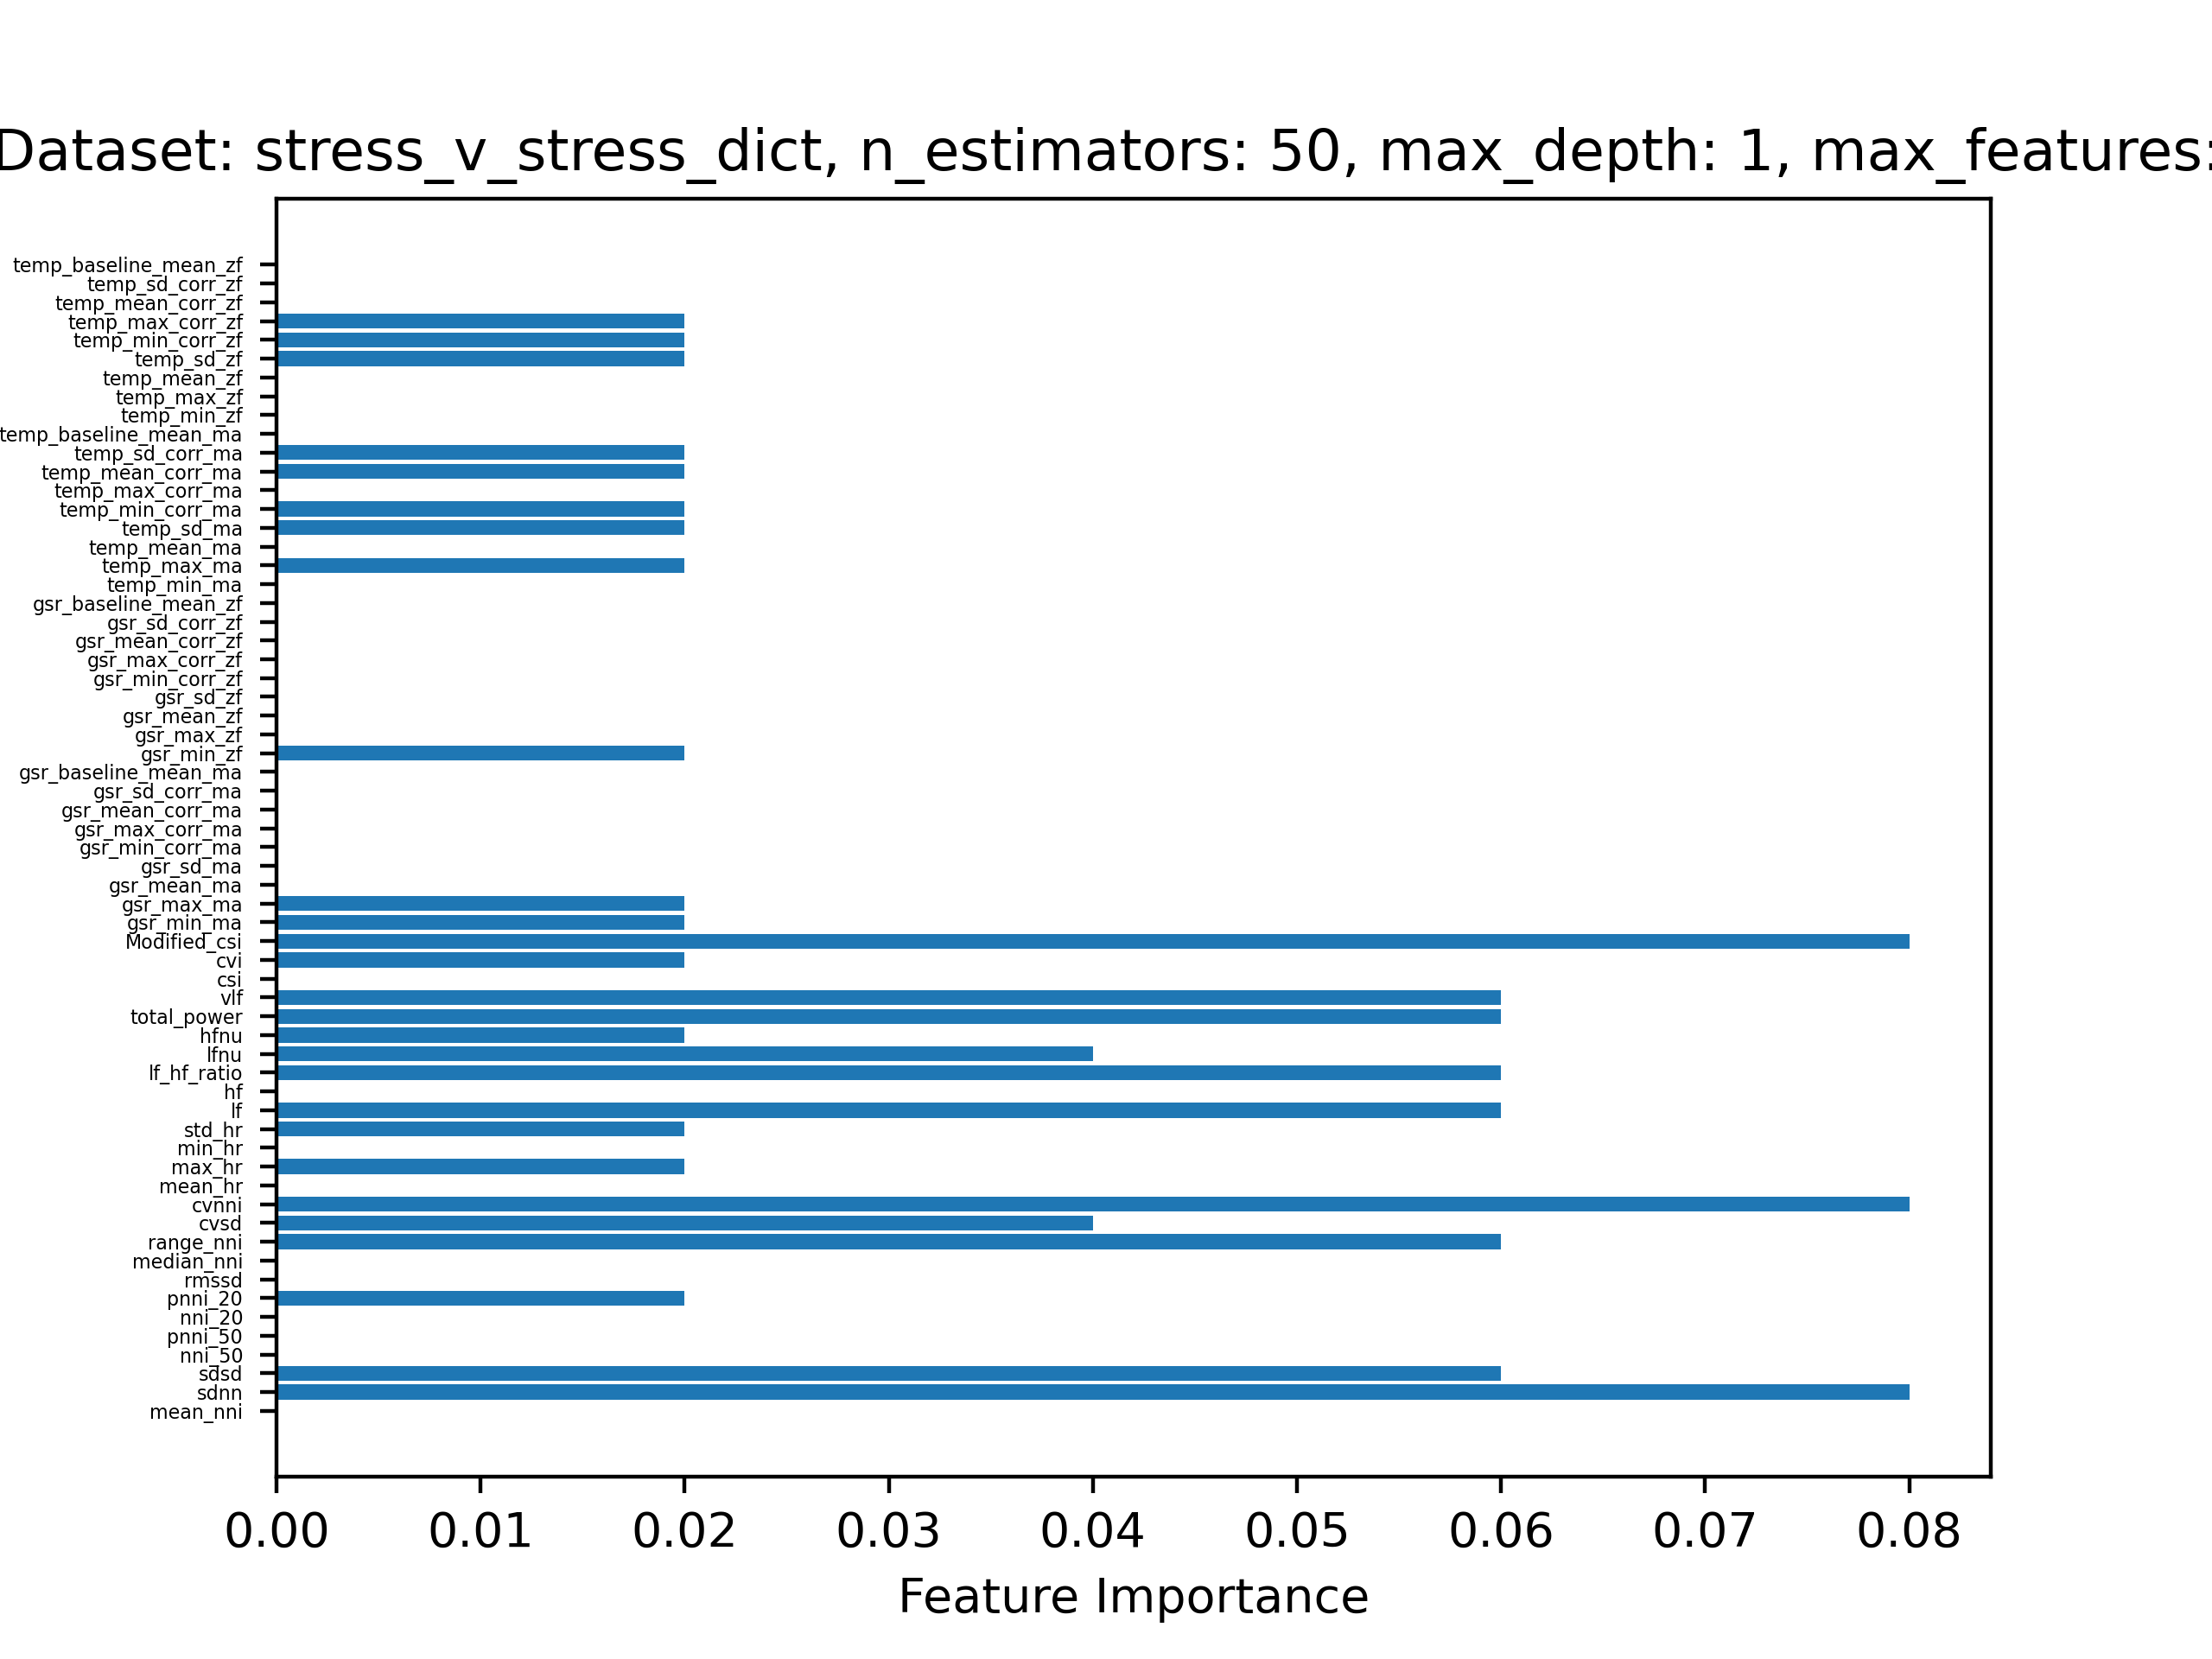 Dataset: stress_v_stress_dict, n_estimators: 50, max_depth: 1, max_features:
temp_baseline_mean_zf
temp_sd_corr_zf
temp_mean_corr_zf
temp_max_corr_zf
temp_min_corr_zf
temp_sd_zf
temp_mean_zf
temp_max_zf
temp_min_zf
temp_baseline_mean_ma
temp_sd_corr_ma
temp_mean_corr_ma
temp_max_corr_ma
temp_min_corr_ma
temp_sd_ma
temp_mean_ma
temp_max_ma
temp_min_ma
gsr_baseline_mean_zf
gsr_sd_corr_zf
gsr_mean_corr_zf
gsr_max_corr_zf
gsr_min_corr_zf
gsr_sd_zf
gsr_mean_zf
gsr_max_zf
gsr_min_zf
gsr_baseline_mean_ma
gsr_sd_corr_ma
gsr_mean_corr_ma
gsr_max_corr_ma
gsr_min_corr_ma
gsr_sd_ma
gsr_mean_ma
gsr_max_ma
gsr_min_ma
Modified_csi
cvi
csi
vlf
total_power
hfnu
lfnu
lf_hf_ratio
hf
lf
std_hr
min_hr
max_hr
mean_hr
cvnni
cvsd
range_nni
median_nni
rmssd
pnni_20
nni_20
pnni_50
nni_50
sdsd
sdnn
mean_nni
0.00 0.01 0.02 0.03 0.04 0.05 0.06 0.07 0.08
Feature Importance